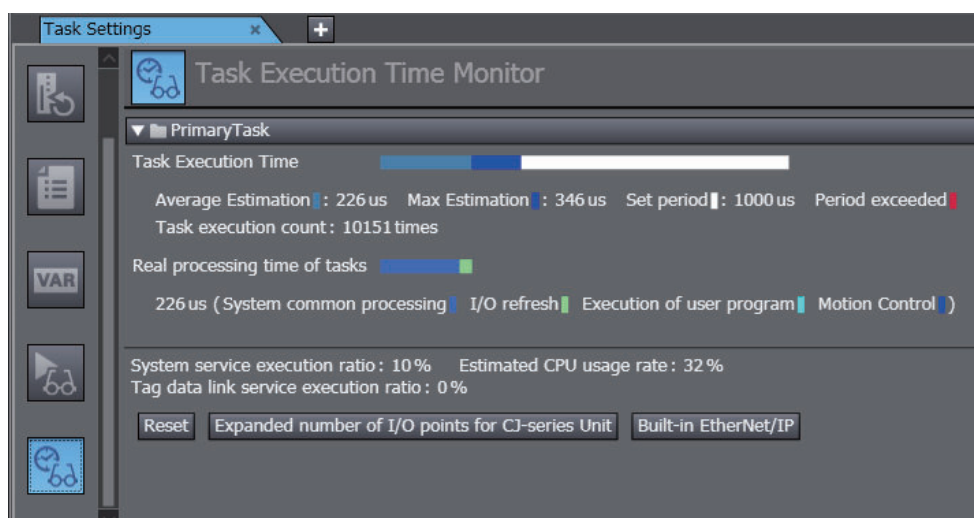 Task Settings × +
Task Execution Time Monitor
PrimaryTask
Task Execution Time
Average Estimation : 226 us Max Estimation : 346 us Set period : 1000 us Period exceeded
Task execution count : 10151 times
Real processing time of tasks
VAR
226 us ( System common processing I/O refresh Execution of user program Motion Control )
System service execution ratio : 10 % Estimated CPU usage rate : 32 %
Tag data link service execution ratio : 0 %
Reset Expanded number of I/O points for CJ-series Unit Built-in EtherNet/IP